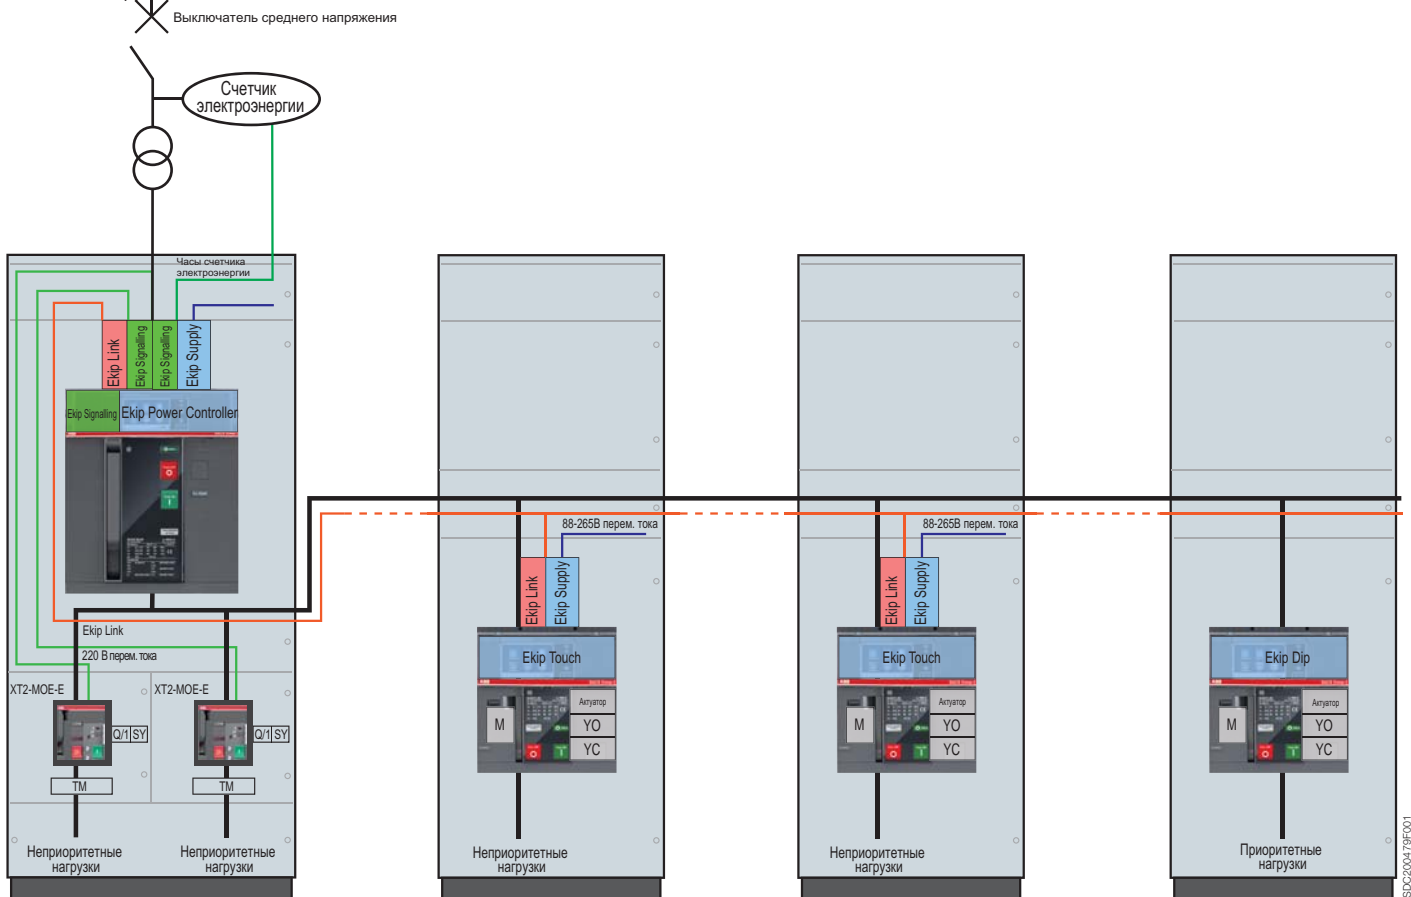 Выключатель среднего напряжения
Счетчик
электроэнергии
Часы счетчика
электроэнергии
Ekip Link
Ekip Signalling
Ekip Signalling
Ekip Supply
Ekip Signalling
Ekip Power Controller
88-265В перем. тока
88-265В перем. тока
Ekip Link
Ekip Supply
Ekip Link
Ekip Supply
Ekip Link
220 В перем. тока
Ekip Touch
Ekip Touch
Ekip Dip
XT2-MOE-E
XT2-MOE-E
M
Актуатор
YO
YC
M
Актуатор
YO
YC
M
Актуатор
YO
YC
Q/1
SY
Q/1
SY
TM
TM
Неприоритетные
нагрузки
Неприоритетные
нагрузки
Неприоритетные
нагрузки
Неприоритетные
нагрузки
Приоритетные
нагрузки
SDC200479F001